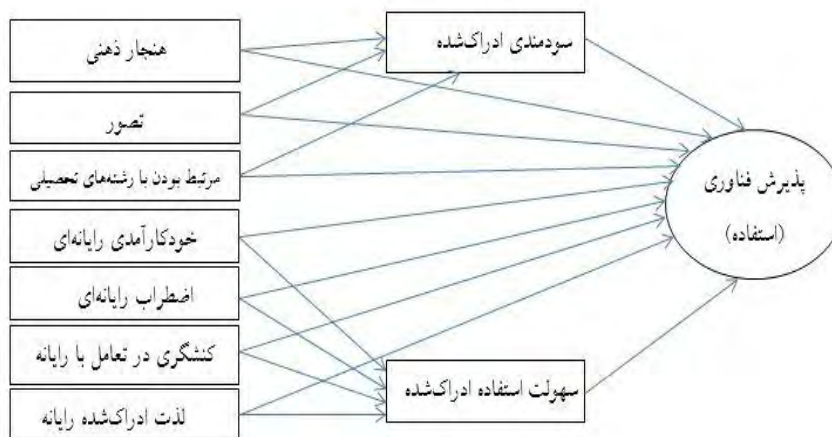 هنجار ذهنی
تصور
مرتبط بودن با رشته‌های تحصیلی
خودکارآمدی رایانه‌ای
اضطراب رایانه‌ای
کنشگری در تعامل با رایانه
لذت ادراک‌شده رایانه
سودمندی ادراک‌شده
سهولت استفاده ادراک‌شده
پذیرش فناوری
(استفاده)